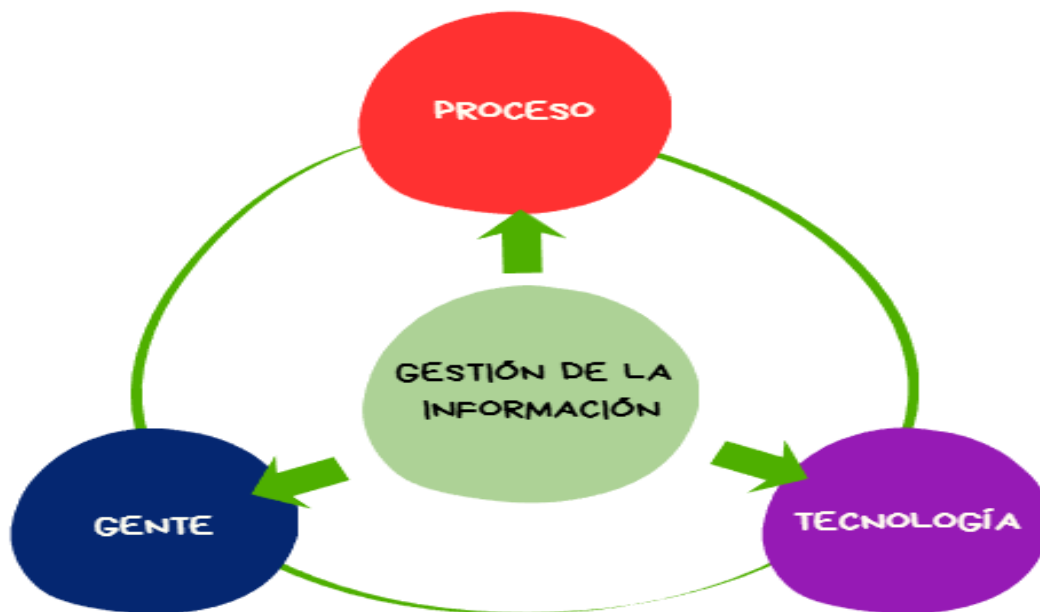 PROCESO
GESTIÓN DE LA
INFORMACIÓN
GENTE
TECNOLOGÍA